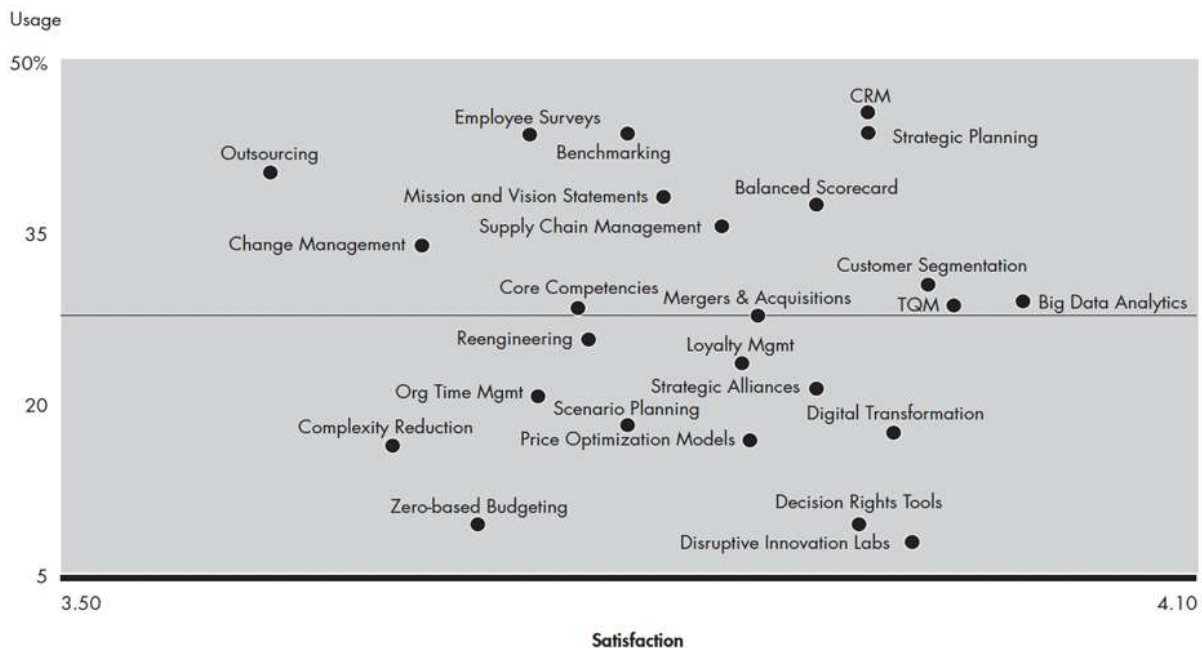 Usage
50%
CRM
Employee Surveys
Strategic Planning
Benchmarking
Outsourcing
Balanced Scorecard
Mission and Vision Statements
Supply Chain Management
35
Change Management
Customer Segmentation
Core Competencies
Mergers & Acquisitions
TQM
Big Data Analytics
Reengineering
Loyalty Mgmt
Strategic Alliances
Org Time Mgmt
20
Scenario Planning
Digital Transformation
Complexity Reduction
Price Optimization Models
Zero-based Budgeting
Decision Rights Tools
Disruptive Innovation Labs
5
3.50
4.10
Satisfaction